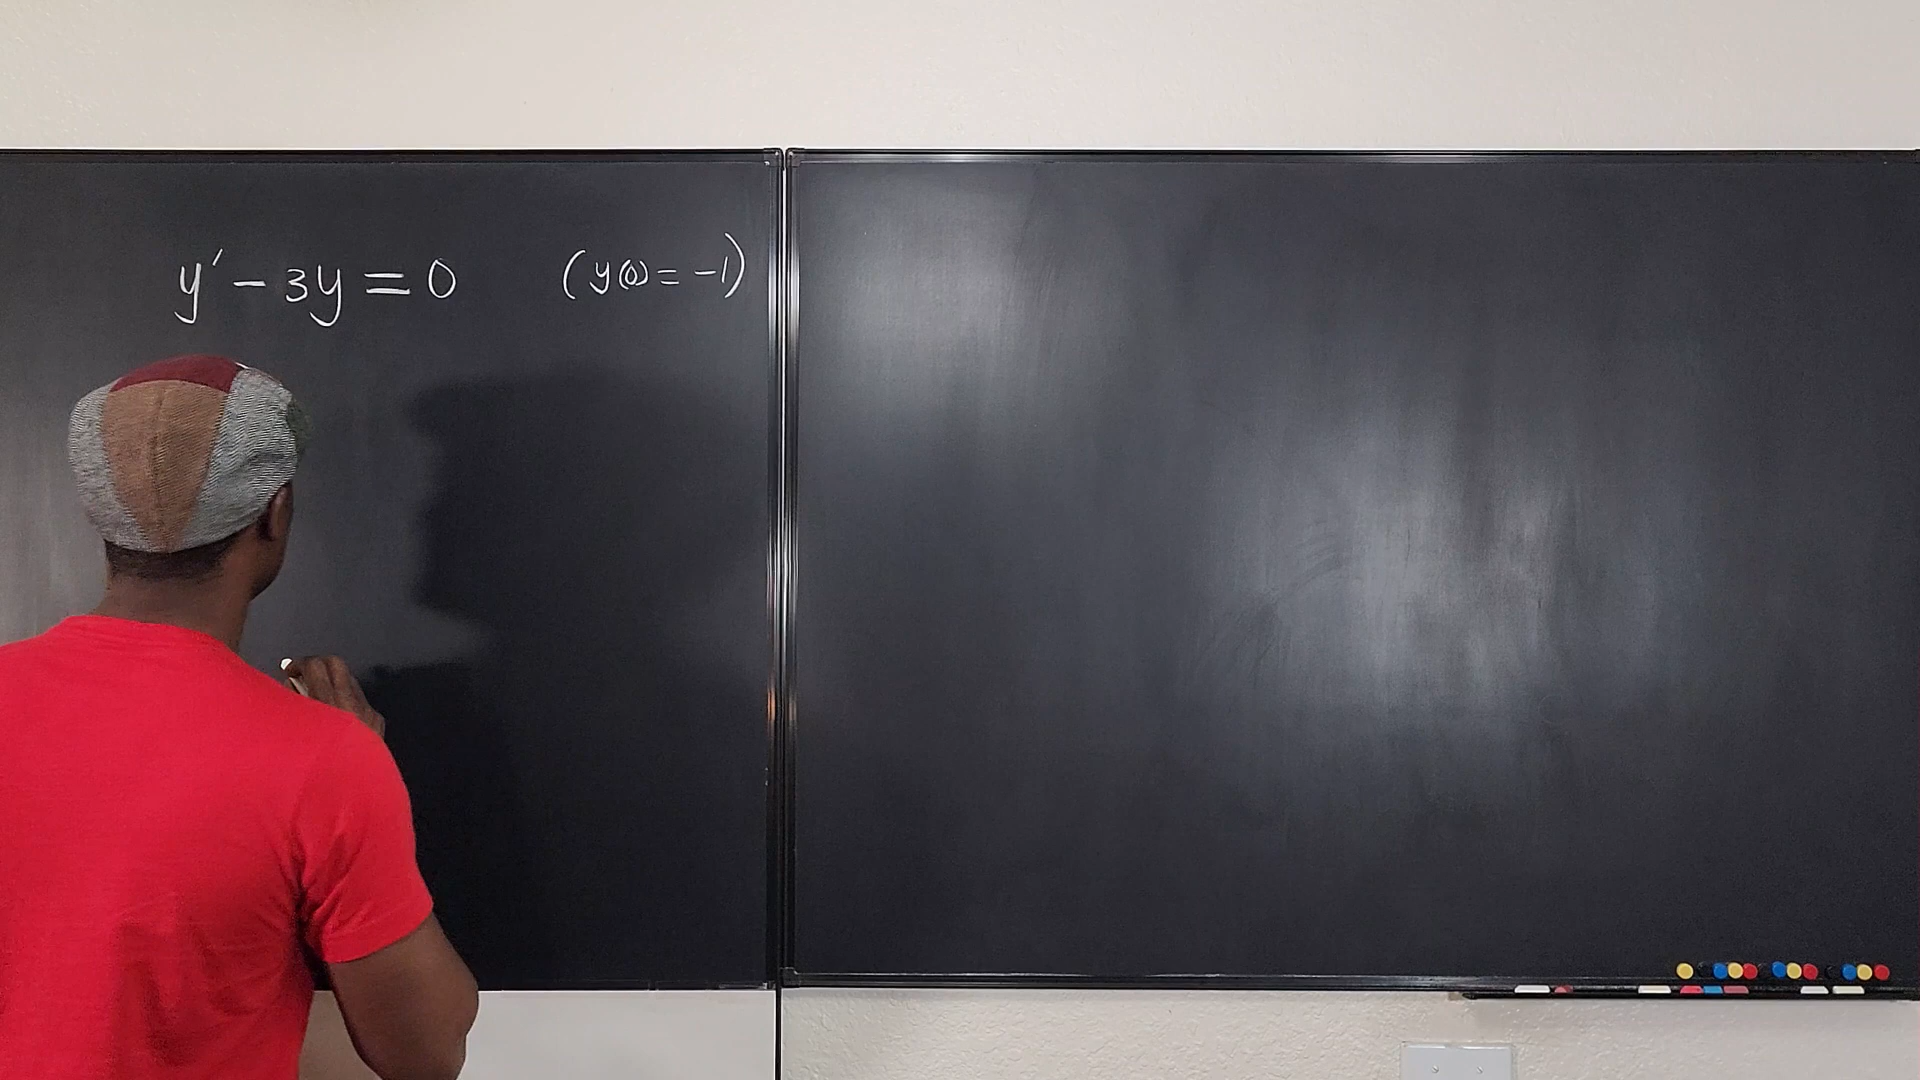 y′ − 3y = 0 (y(0) = −1)